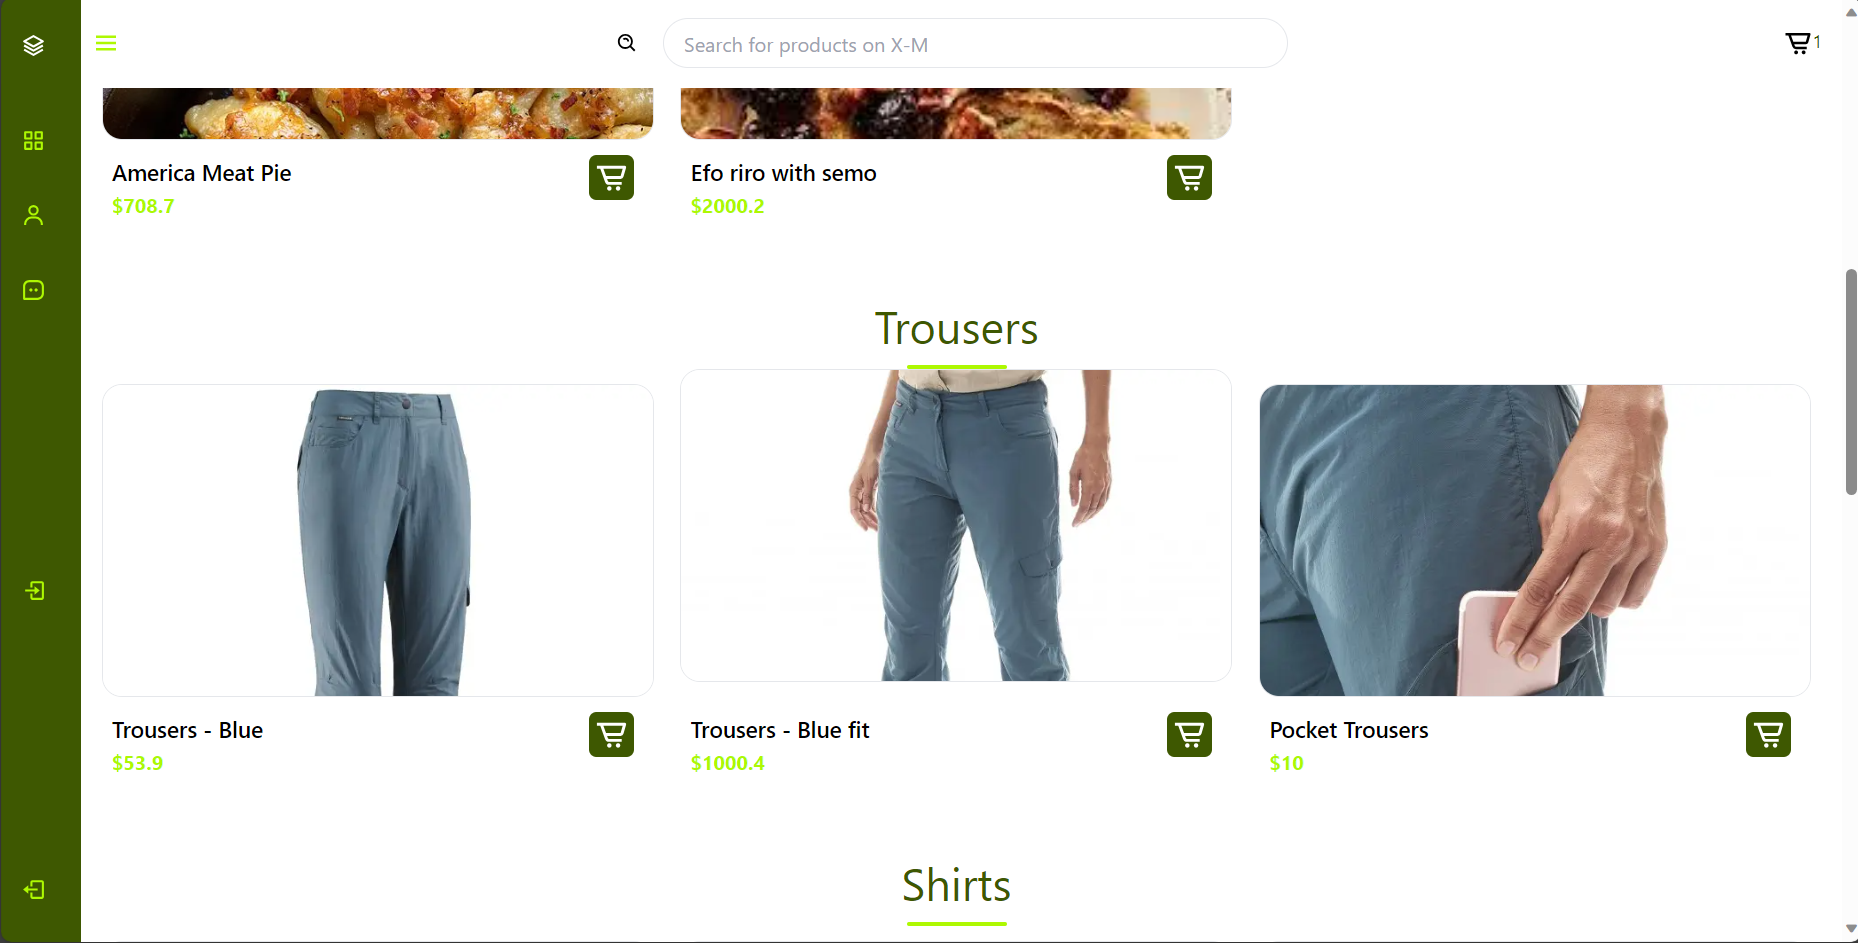 Search for products on X-M
1
America Meat Pie
$708.7
Efo riro with semo
$2000.2
Trousers
Trousers - Blue
$53.9
Trousers - Blue fit
$1000.4
Pocket Trousers
$10
Shirts